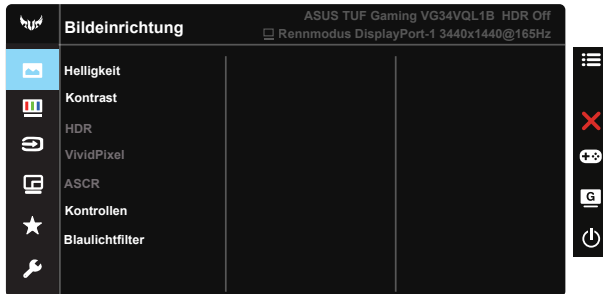 Bildeinrichtung
ASUS TUF Gaming VG34VQL1B HDR Off
Rennmodus DisplayPort-1 3440x1440@165Hz
Helligkeit
Kontrast
HDR
VividPixel
ASCR
Kontrollen
Blaulichtfilter
G